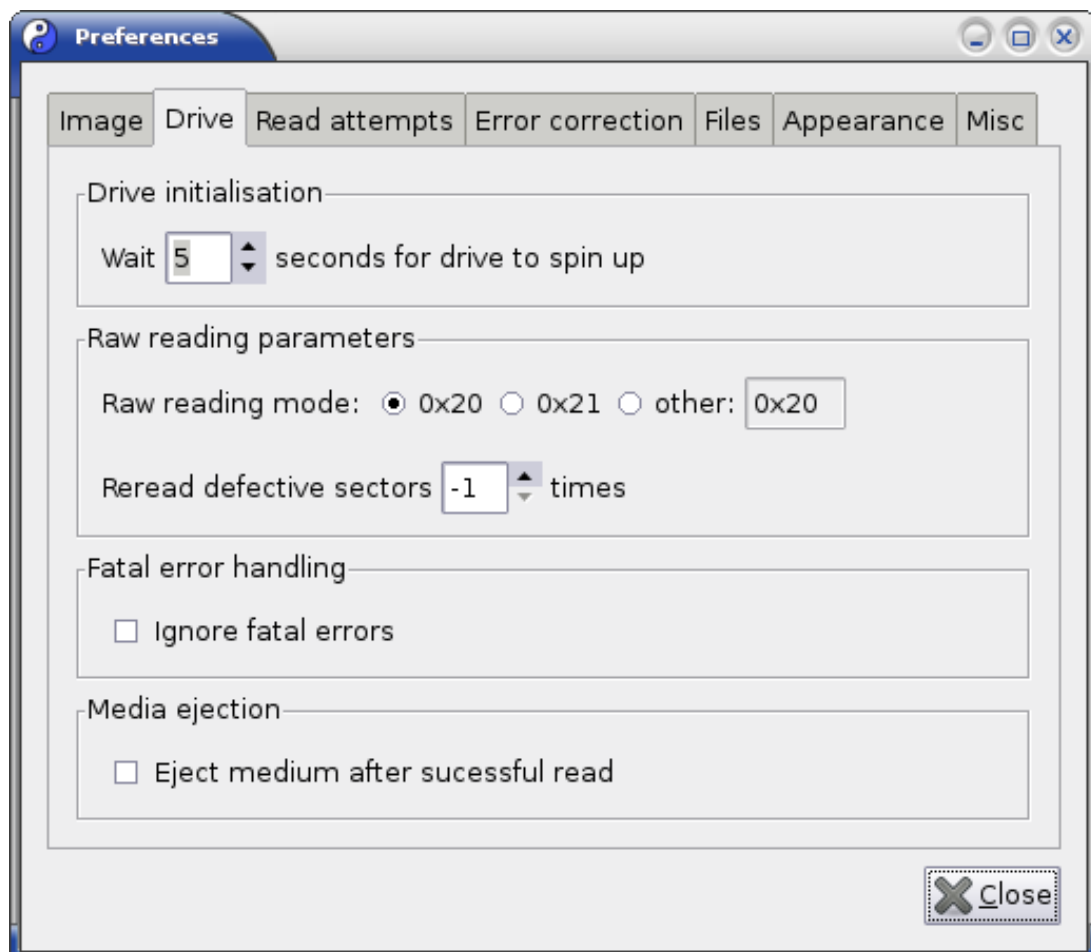 Preferences
Image Drive Read attempts Error correction Files Appearance Misc
Drive initialisation
Wait 5 seconds for drive to spin up
Raw reading parameters
Raw reading mode: 0x20 0x21 other: 0x20
Reread defective sectors -1 times
Fatal error handling
Ignore fatal errors
Media ejection
Eject medium after sucessful read
Close